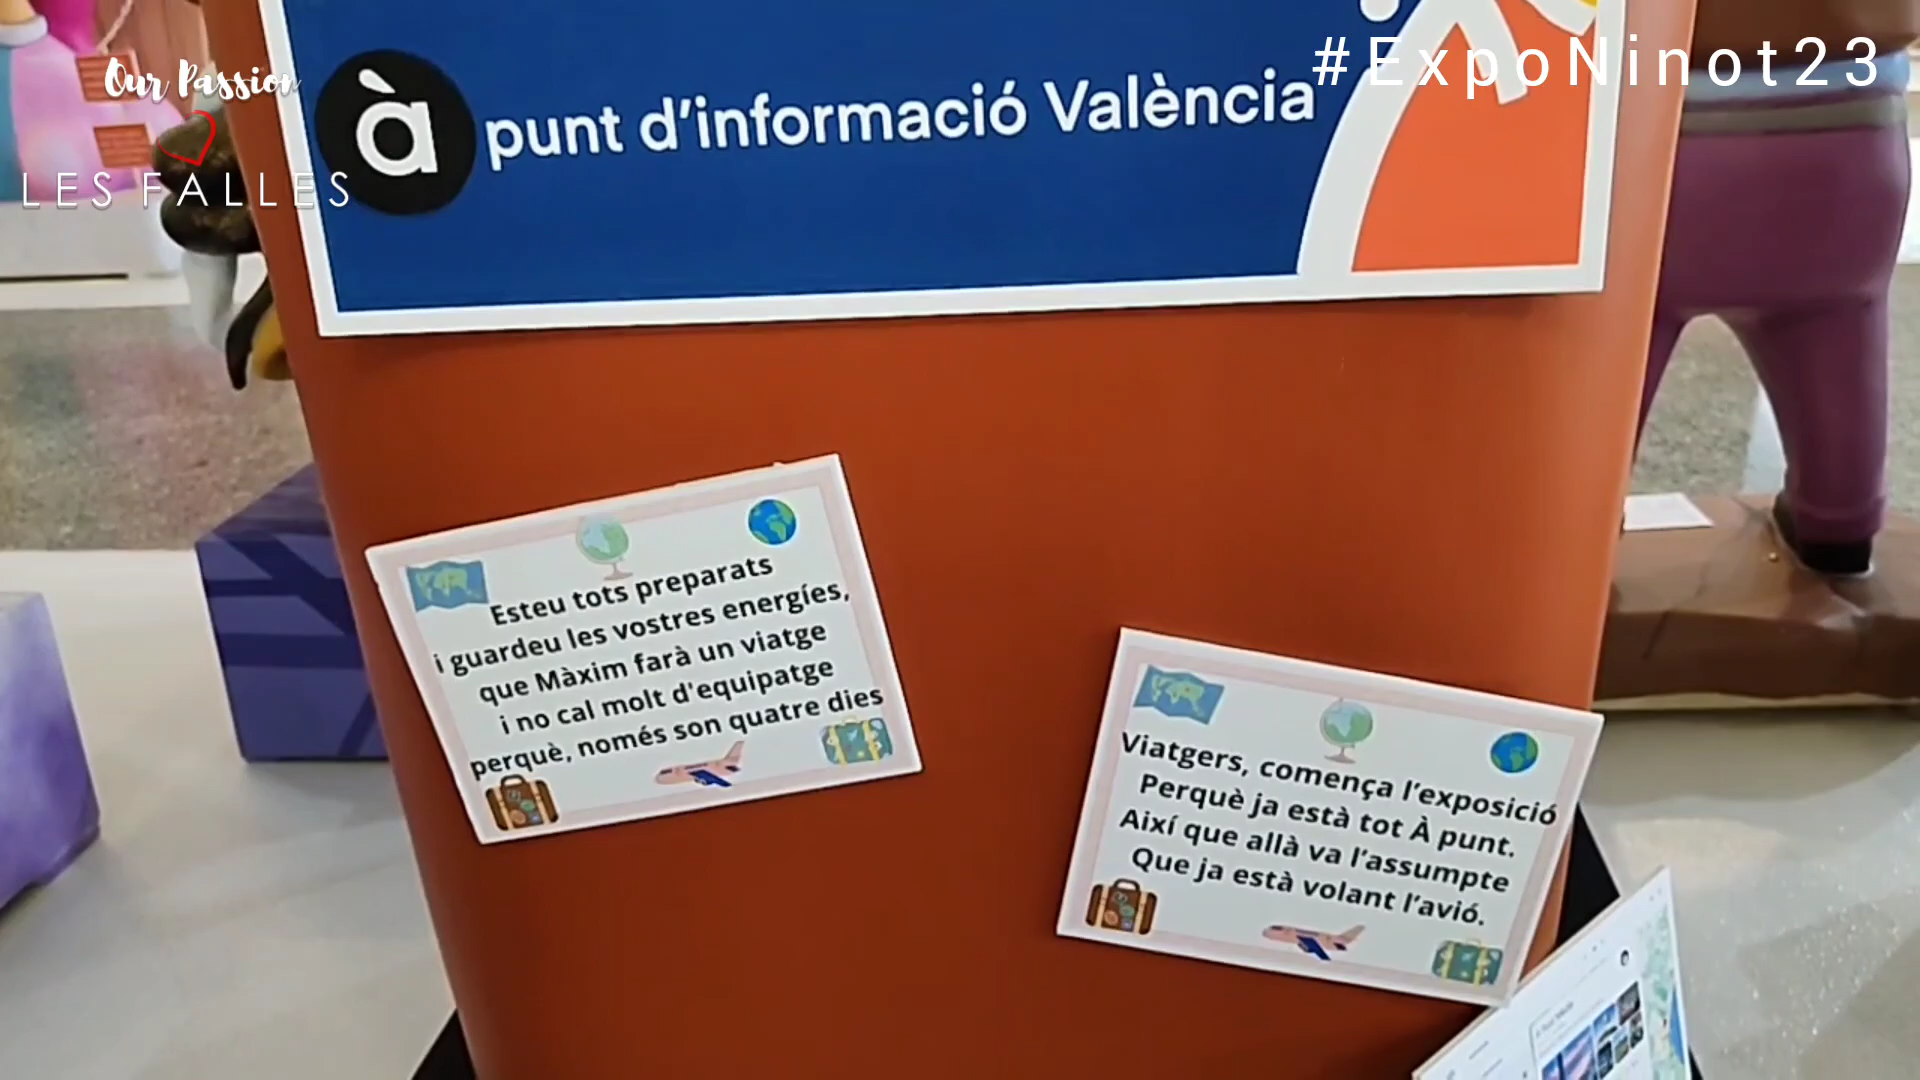 #ExpoNinot23
Our Passion
LES FALLES
à punt d'informació València
Esteu tots preparats
i guardeu les vostres energíes,
que Màxim farà un viatge
i no cal molt d'equipatge
perquè, només son quatre dies
Viatgers, comença l'exposició
Perquè ja està tot À punt.
Així que allà va l'assumpte
Que ja està volant l'avió.